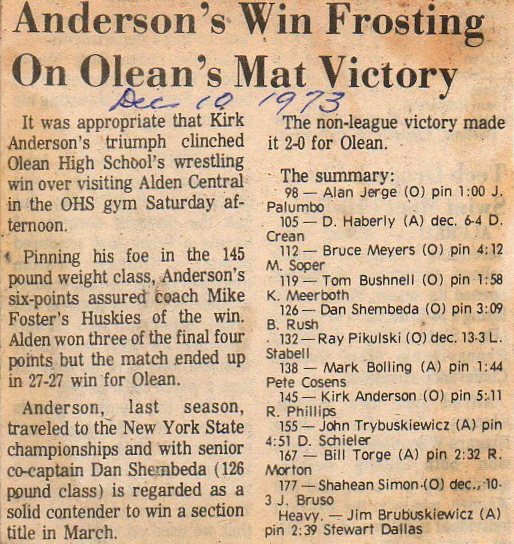 Anderson's Win Frosting
On Olean's Mat Victory
Dec 10 1973
It was appropriate that Kirk
Anderson's triumph clinched
Olean High School's wrestling
win over visiting Alden Central
in the OHS gym Saturday af-
ternoon.
Pinning his foe in the 145
pound weight class, Anderson's
six-points assured coach Mike
Foster's Huskies of the win.
Alden won three of the final four
points but the match ended up
in 27-27 win for Olean.
Anderson, last season,
traveled to the New York State
championships and with senior
co-captain Dan Shembeda (126
pound class) is regarded as a
solid contender to win a section
title in March.
The non-league victory made
it 2-0 for Olean.
The summary:
98 — Alan Jerge (O) pin 1:00 J.
Palumbo
105 — D. Haberly (A) dec. 6-4 D.
Crean
112 — Bruce Meyers (O) pin 4:12
M. Soper
119 — Tom Bushnell (O) pin 1:58
K. Meerboth
126 — Dan Shembeda (O) pin 3:09
B. Rush
132 — Ray Pikulski (O) dec. 13-3 L.
Stabell
138 — Mark Bolling (A) pin 1:44
Pete Cosens
145 — Kirk Anderson (O) pin 5:11
R. Phillips
155 — John Trybuskiewicz (A) pin
4:51 D. Schieler
167 — Bill Torge (A) pin 2:32 R.
Morton
177 — Shahean Simon (O) dec., 10-
3 J. Bruso
Heavy. — Jim Brubuskiewicz (A)
pin 2:39 Stewart Dallas